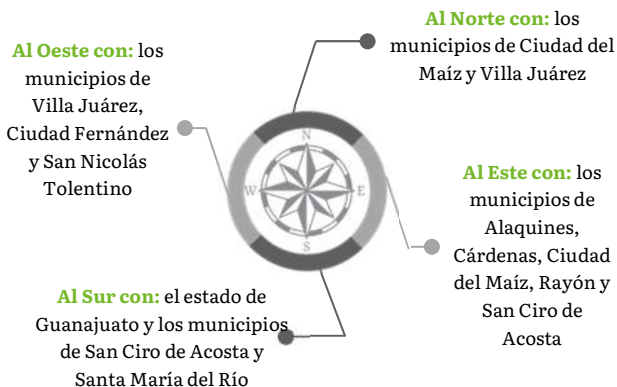 Al Norte con: los
municipios de Ciudad del
Maíz y Villa Juárez
Al Oeste con: los
municipios de
Villa Juárez,
Ciudad Fernández
y San Nicolás
Tolentino
N
W
E
S
Al Este con: los
municipios de
Alaquines,
Cárdenas, Ciudad
del Maíz, Rayón y
San Ciro de
Acosta
Al Sur con: el estado de
Guanajuato y los municipios
de San Ciro de Acosta y
Santa María del Río